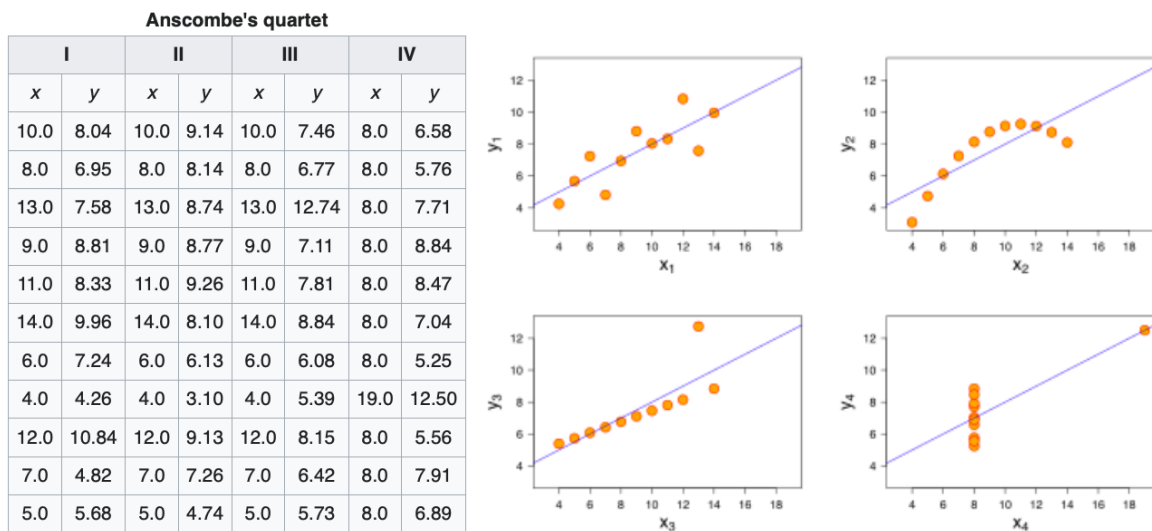 Anscombe's quartet
I II III IV
x y x y x y x y
10.0 8.04 10.0 9.14 10.0 7.46 8.0 6.58
8.0 6.95 8.0 8.14 8.0 6.77 8.0 5.76
13.0 7.58 13.0 8.74 13.0 12.74 8.0 7.71
9.0 8.81 9.0 8.77 9.0 7.11 8.0 8.84
11.0 8.33 11.0 9.26 11.0 7.81 8.0 8.47
14.0 9.96 14.0 8.10 14.0 8.84 8.0 7.04
6.0 7.24 6.0 6.13 6.0 6.08 8.0 5.25
4.0 4.26 4.0 3.10 4.0 5.39 19.0 12.50
12.0 10.84 12.0 9.13 12.0 8.15 8.0 5.56
7.0 4.82 7.0 7.26 7.0 6.42 8.0 7.91
5.0 5.68 5.0 4.74 5.0 5.73 8.0 6.89
y₁
12
10
8
6
4
4 6 8 10 12 14 16 18
x₁
y₂
12
10
8
6
4
4 6 8 10 12 14 16 18
x₂
y₃
12
10
8
6
4
4 6 8 10 12 14 16 18
x₃
y₄
12
10
8
6
4
4 6 8 10 12 14 16 18
x₄